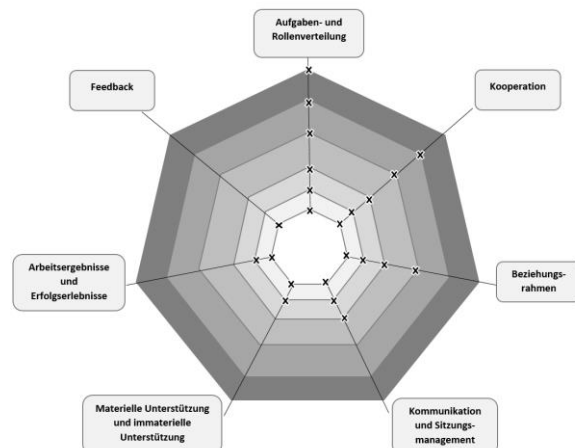 Aufgaben- und
Rollenverteilung
Feedback
Kooperation
Arbeitsergebnisse
und
Erfolgserlebnisse
Beziehungs-
rahmen
Materielle Unterstützung
und immaterielle
Unterstützung
Kommunikation
und Sitzungs-
management